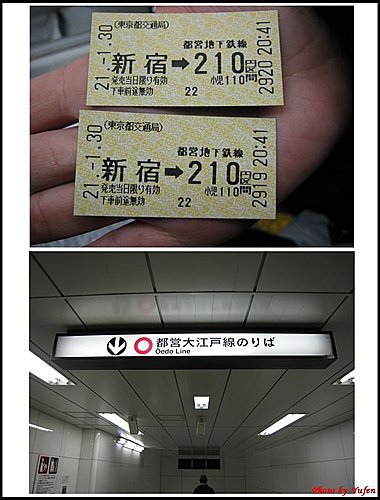 (東京都交通局)
都営地下鉄線
21.-1.30
新宿➡210円区間
発売当日限り有効
小児110
下車前途無効
22
2920 20:41
(東京都交通局)
都営地下鉄線
21.-1.30
新宿➡210円区間
発売当日限り有効
小児110
下車前途無効
22
2919 20:41
都営大江戸線のりば
Oedo Line
Photo by Yufen